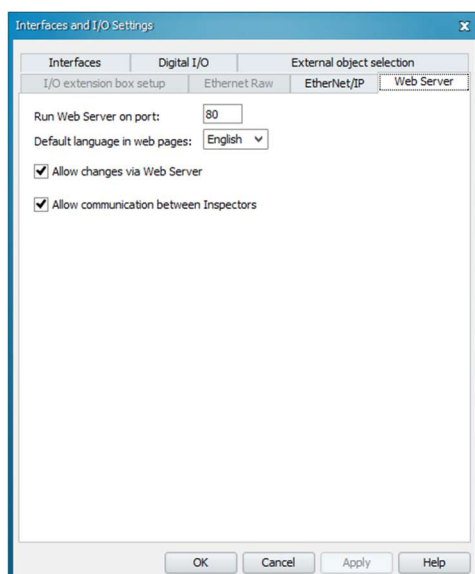 Interfaces and I/O Settings
x
Interfaces Digital I/O External object selection
I/O extension box setup Ethernet Raw EtherNet/IP Web Server
Run Web Server on port: 80
Default language in web pages: English
Allow changes via Web Server
Allow communication between Inspectors
OK Cancel Apply Help